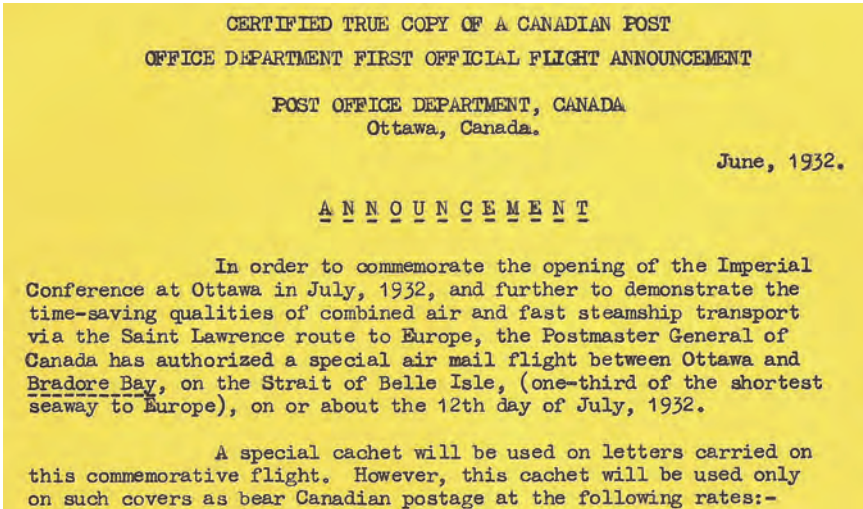 CERTIFIED TRUE COPY OF A CANADIAN POST
OFFICE DEPARTMENT FIRST OFFICIAL FLIGHT ANNOUNCEMENT
POST OFFICE DEPARTMENT, CANADA
Ottawa, Canada.
June, 1932.
A N N O U N C E M E N T
In order to commemorate the opening of the Imperial
Conference at Ottawa in July, 1932, and further to demonstrate the
time-saving qualities of combined air and fast steamship transport
via the Saint Lawrence route to Europe, the Postmaster General of
Canada has authorized a special air mail flight between Ottawa and
Bradore Bay, on the Strait of Belle Isle, (one-third of the shortest
seaway to Europe), on or about the 12th day of July, 1932.
A special cachet will be used on letters carried on
this commemorative flight. However, this cachet will be used only
on such covers as bear Canadian postage at the following rates:-